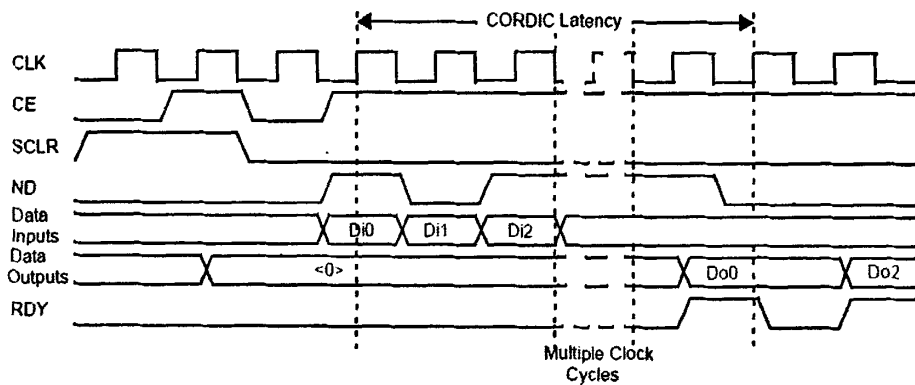 CORDIC Latency
CLK
CE
SCLR
ND
Data
Inputs
Di0
Di1
Di2
Data
Outputs
<0>
Do0
Do2
RDY
Multiple Clock
Cycles